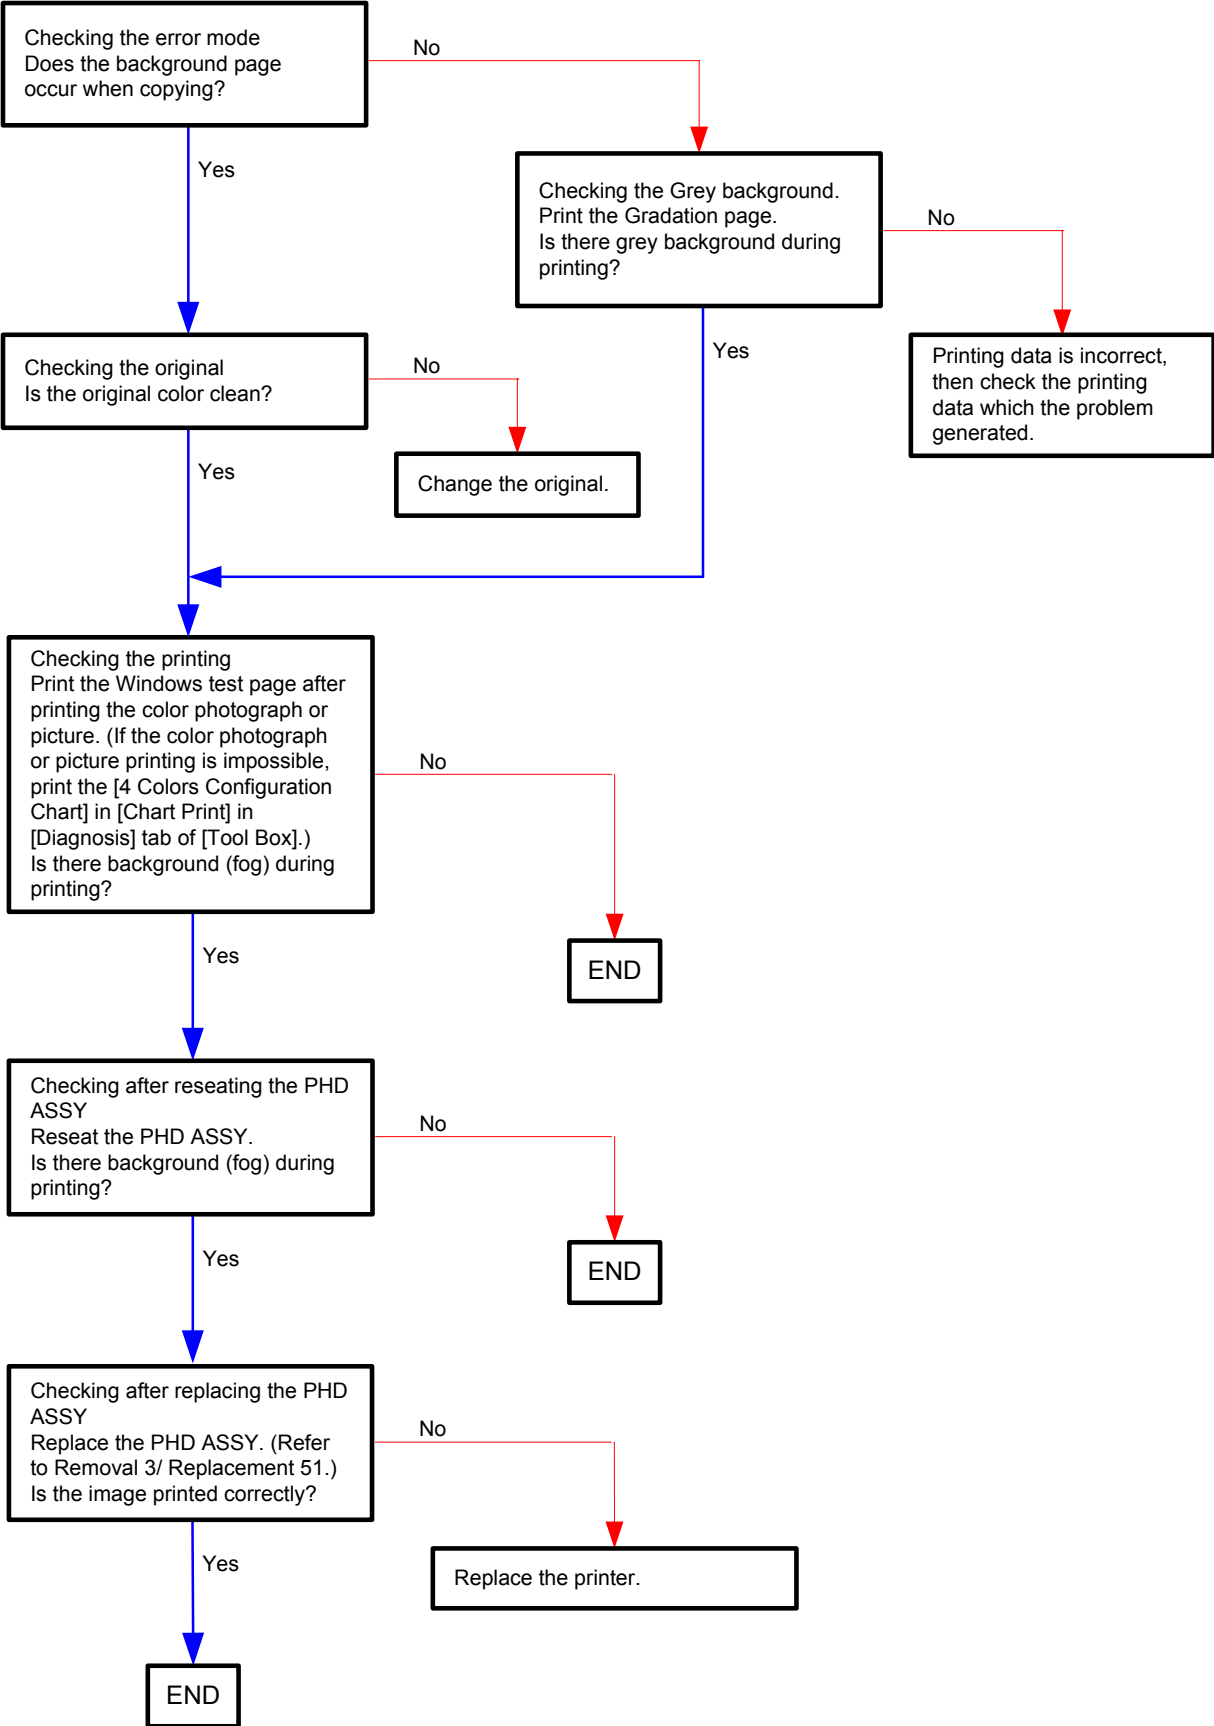 Checking the error mode
Does the background page
occur when copying?
No
Yes
Checking the Grey background.
Print the Gradation page.
Is there grey background during
printing?
No
Yes
Printing data is incorrect,
then check the printing
data which the problem
generated.
Checking the original
Is the original color clean?
No
Yes
Change the original.
Checking the printing
Print the Windows test page after
printing the color photograph or
picture. (If the color photograph
or picture printing is impossible,
print the [4 Colors Configuration
Chart] in [Chart Print] in
[Diagnosis] tab of [Tool Box].)
Is there background (fog) during
printing?
No
Yes
END
Checking after reseating the PHD
ASSY
Reseat the PHD ASSY.
Is there background (fog) during
printing?
No
Yes
END
Checking after replacing the PHD
ASSY
Replace the PHD ASSY. (Refer
to Removal 3/ Replacement 51.)
Is the image printed correctly?
No
Yes
Replace the printer.
END